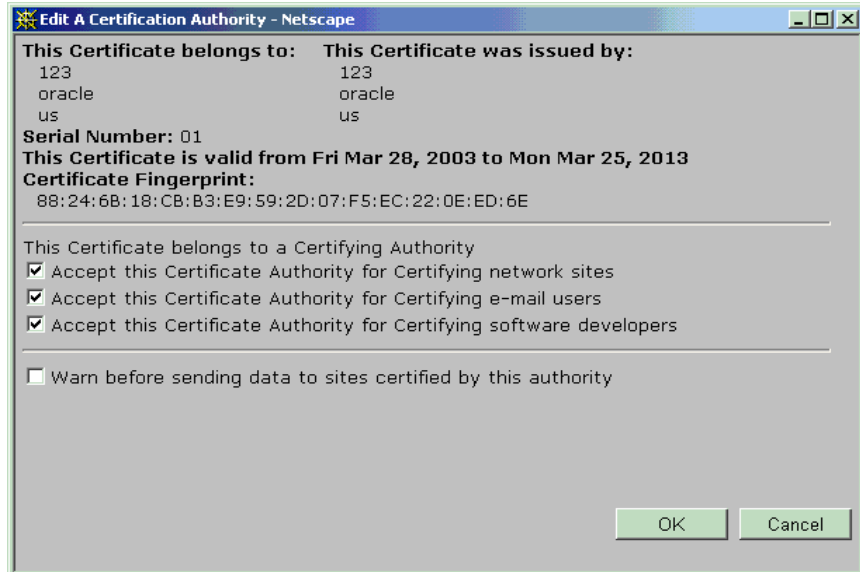 Edit A Certification Authority - Netscape
This Certificate belongs to: This Certificate was issued by:
123 123
oracle oracle
us us
Serial Number: 01
This Certificate is valid from Fri Mar 28, 2003 to Mon Mar 25, 2013
Certificate Fingerprint:
88:24:6B:18:CB:B3:E9:59:2D:07:F5:EC:22:0E:ED:6E
This Certificate belongs to a Certifying Authority
Accept this Certificate Authority for Certifying network sites
Accept this Certificate Authority for Certifying e-mail users
Accept this Certificate Authority for Certifying software developers
Warn before sending data to sites certified by this authority
OK Cancel